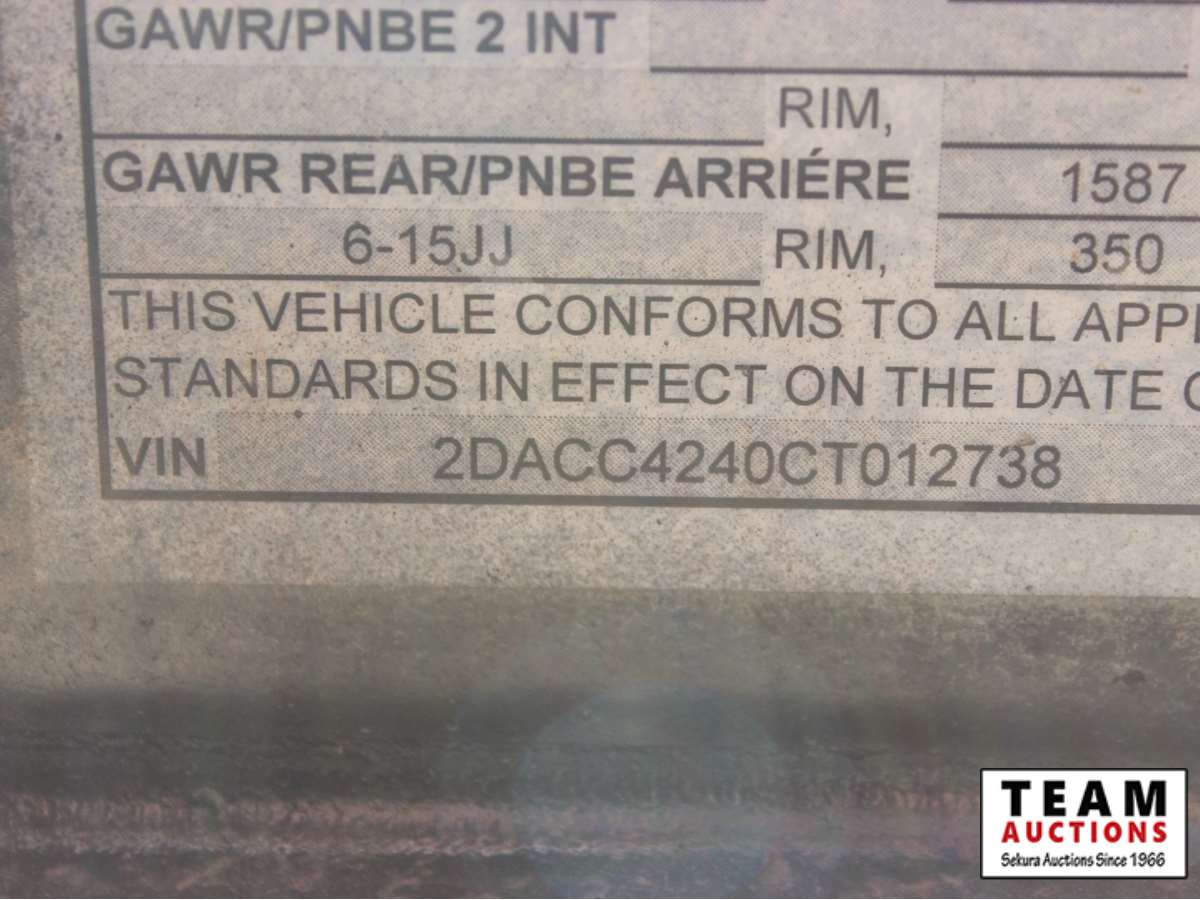 GAWR/PNBE 2 INT
RIM,
GAWR REAR/PNBE ARRIÉRE 1587
6-15JJ RIM, 350
THIS VEHICLE CONFORMS TO ALL APPL
STANDARDS IN EFFECT ON THE DATE O
VIN 2DACC4240CT012738
TEAM
AUCTIONS
Sekura Auctions Since 1966